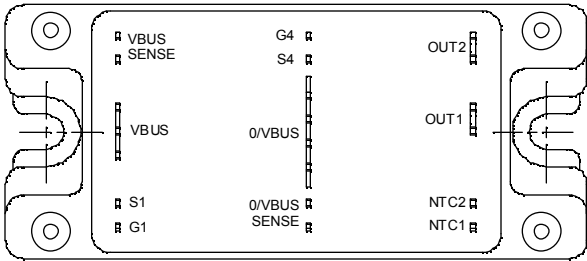 VBUS
SENSE
G4
S4
OUT2
VBUS
0/VBUS
OUT1
S1
G1
0/VBUS
SENSE
NTC2
NTC1